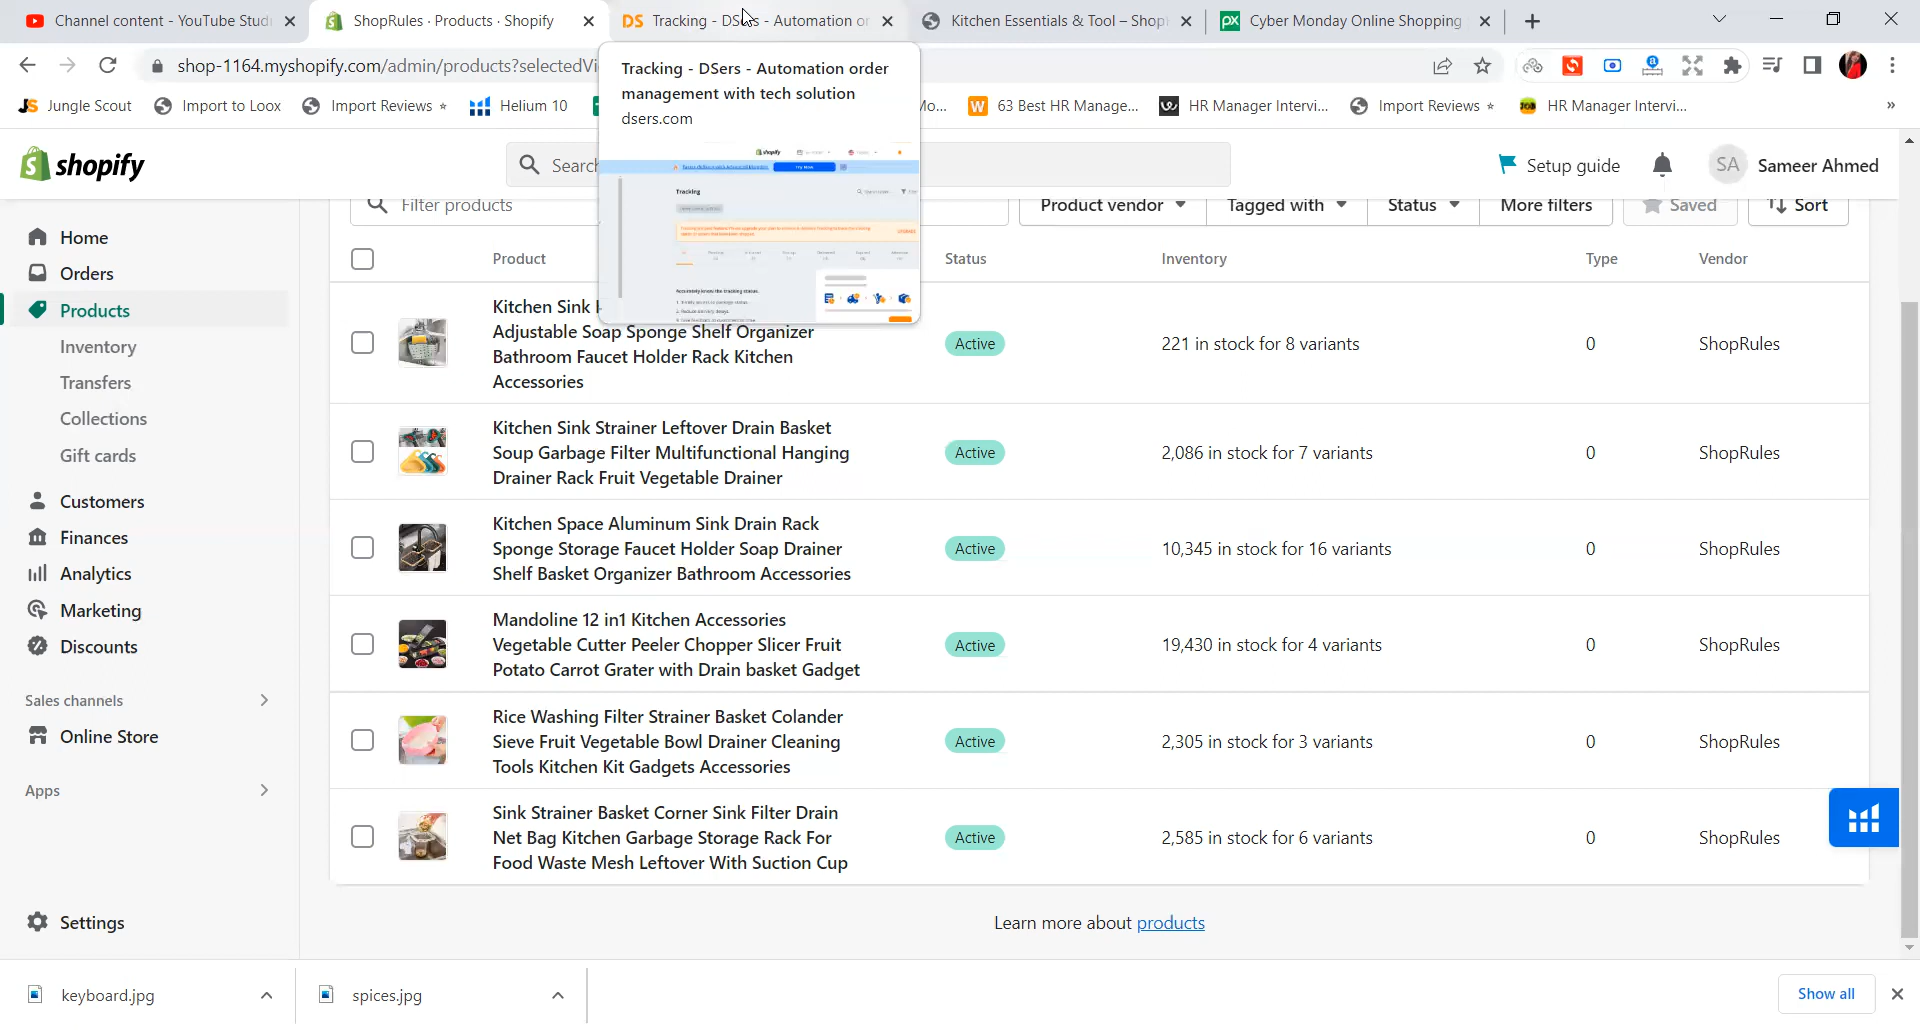 Channel content - YouTube Studi
ShopRules · Products · Shopify
Tracking - DSers - Automation or
Kitchen Essentials & Tool – Shop
Cyber Monday Online Shopping
shop-1164.myshopify.com/admin/products?selectedVi
Jungle Scout
Import to Loox
Import Reviews
Helium 10
63 Best HR Manage...
HR Manager Intervi...
Import Reviews
HR Manager Intervi...
Tracking - DSers - Automation order
management with tech solution
dsers.com
shopify
Try Now
Tracking
UPGRADE
Accurately know the tracking status.
shopify
Search
Setup guide
SA
Sameer Ahmed
Home
Orders
Products
Inventory
Transfers
Collections
Gift cards
Customers
Finances
Analytics
Marketing
Discounts
Sales channels
Online Store
Apps
Settings
Filter products
Product vendor
Tagged with
Status
More filters
Saved
Sort
Product
Status
Inventory
Type
Vendor
Kitchen Sink
Adjustable Soap Sponge Shelf Organizer
Bathroom Faucet Holder Rack Kitchen
Accessories
Active
221 in stock for 8 variants
0
ShopRules
Kitchen Sink Strainer Leftover Drain Basket
Soup Garbage Filter Multifunctional Hanging
Drainer Rack Fruit Vegetable Drainer
Active
2,086 in stock for 7 variants
0
ShopRules
Kitchen Space Aluminum Sink Drain Rack
Sponge Storage Faucet Holder Soap Drainer
Shelf Basket Organizer Bathroom Accessories
Active
10,345 in stock for 16 variants
0
ShopRules
Mandoline 12 in1 Kitchen Accessories
Vegetable Cutter Peeler Chopper Slicer Fruit
Potato Carrot Grater with Drain basket Gadget
Active
19,430 in stock for 4 variants
0
ShopRules
Rice Washing Filter Strainer Basket Colander
Sieve Fruit Vegetable Bowl Drainer Cleaning
Tools Kitchen Kit Gadgets Accessories
Active
2,305 in stock for 3 variants
0
ShopRules
Sink Strainer Basket Corner Sink Filter Drain
Net Bag Kitchen Garbage Storage Rack For
Food Waste Mesh Leftover With Suction Cup
Active
2,585 in stock for 6 variants
0
ShopRules
Learn more about products
keyboard.jpg
spices.jpg
Show all